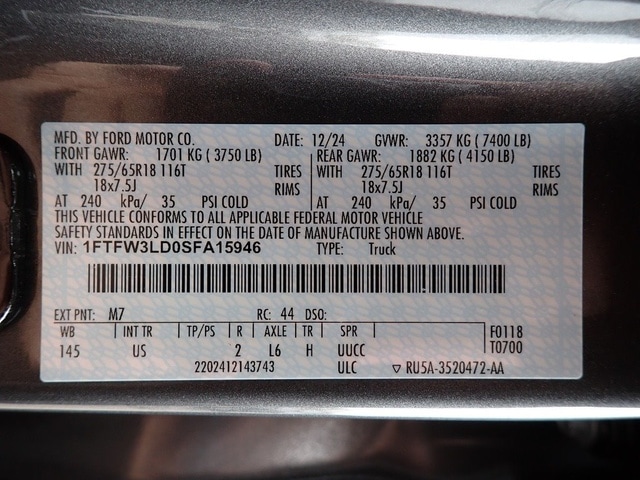 MFD. BY FORD MOTOR CO. DATE: 12/24 GVWR: 3357 KG ( 7400 LB)
FRONT GAWR: 1701 KG ( 3750 LB) REAR GAWR: 1882 KG ( 4150 LB)
WITH 275/65R18 116T TIRES WITH 275/65R18 116T TIRES
18x7.5J RIMS 18x7.5J RIMS
AT 240 kPa/ 35 PSI COLD AT 240 kPa/ 35 PSI COLD
THIS VEHICLE CONFORMS TO ALL APPLICABLE FEDERAL MOTOR VEHICLE
SAFETY STANDARDS IN EFFECT ON THE DATE OF MANUFACTURE SHOWN ABOVE.
VIN: 1FTFW3LD0SFA15946 TYPE: Truck
EXT PNT: M7 RC: 44 DSO:
WB INT TR TP/PS R AXLE TR SPR F0118
145 US 2 L6 H UUCC T0700
2202412143743 ULC ▽ RU5A-3520472-AA